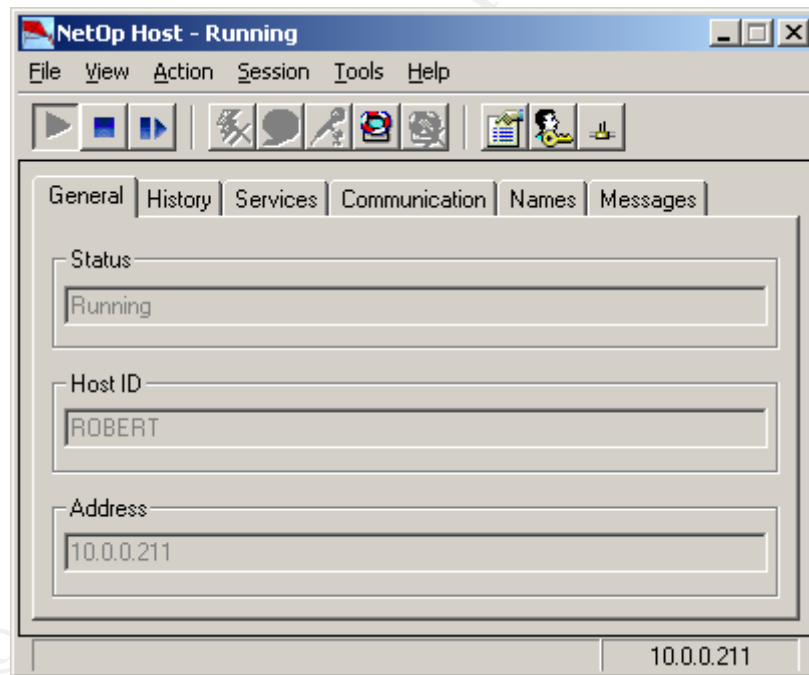 NetOp Host - Running
File View Action Session Tools Help
General History Services Communication Names Messages
Status
Running
Host ID
ROBERT
Address
10.0.0.211
10.0.0.211